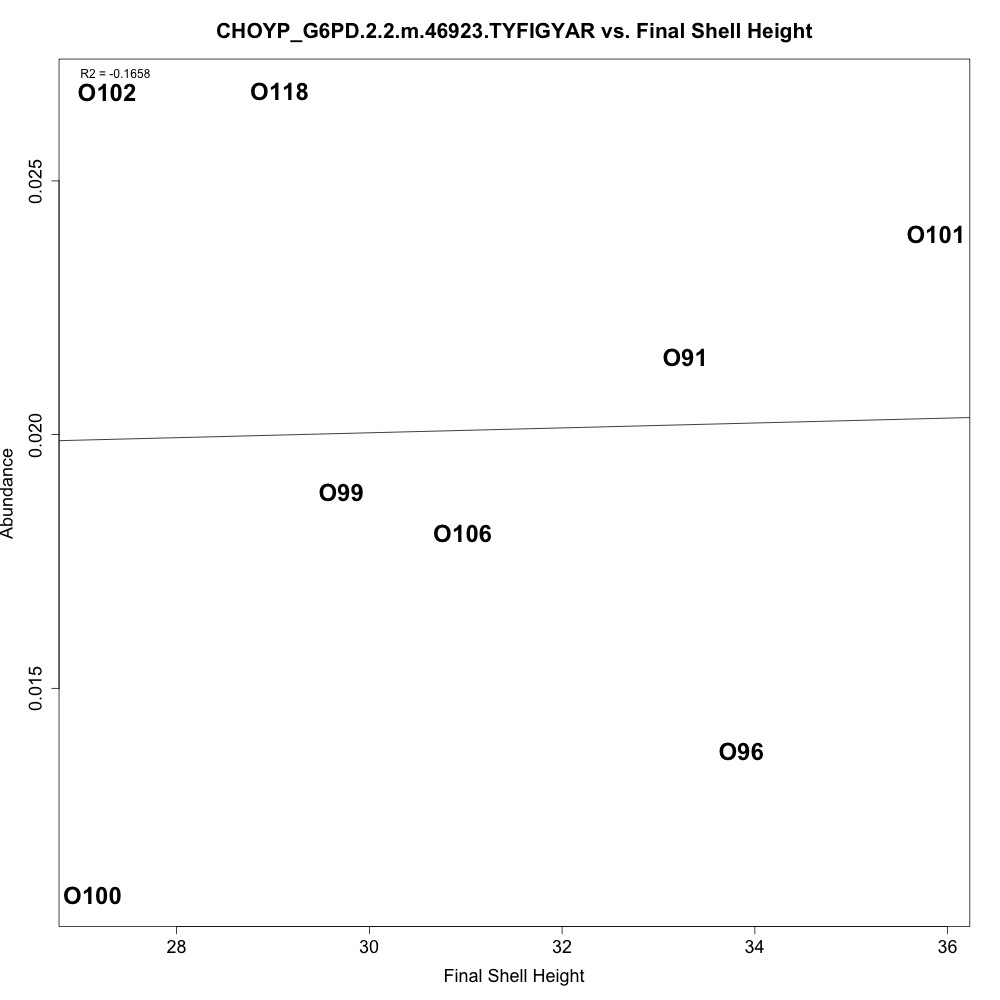 CHOYP_G6PD.2.2.m.46923.TYFIGYAR vs. Final Shell Height
R2 = -0.1658
O102
O118
0.025
O101
O91
0.020
Abundance
O99
O106
0.015
O96
O100
28
30
32
34
36
Final Shell Height